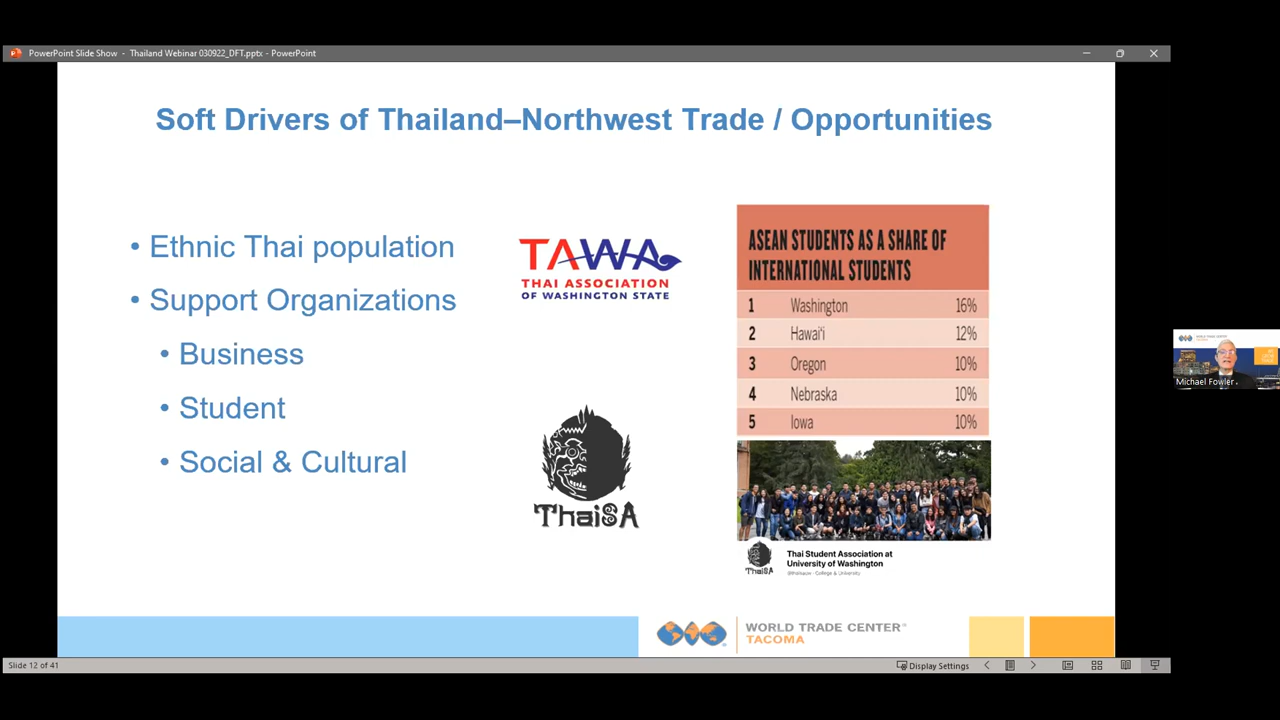 PowerPoint Slide Show - Thailand Webinar 030922_DFT.pptx - PowerPoint
Soft Drivers of Thailand–Northwest Trade / Opportunities
• Ethnic Thai population
• Support Organizations
• Business
• Student
• Social & Cultural
TAWA
THAI ASSOCIATION
OF WASHINGTON STATE
ThaiSA
ASEAN STUDENTS AS A SHARE OF
INTERNATIONAL STUDENTS
1 Washington 16%
2 Hawai'i 12%
3 Oregon 10%
4 Nebraska 10%
5 Iowa 10%
ThaiSA
Thai Student Association at
University of Washington
College & University
WORLD TRADE CENTER
TACOMA
Michael Fowler
Slide 12 of 41
Display Settings